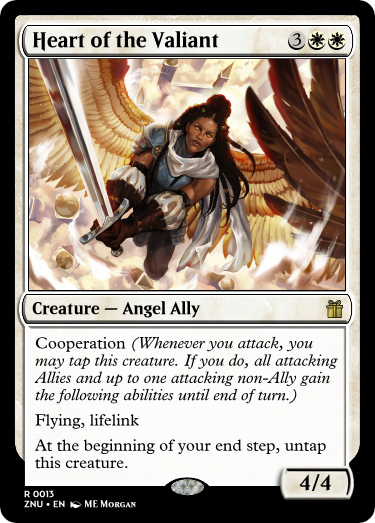 Heart of the Valiant 3
Creature — Angel Ally
Cooperation (Whenever you attack, you
may tap this creature. If you do, all attacking
Allies and up to one attacking non-Ally gain
the following abilities until end of turn.)
Flying, lifelink
At the beginning of your end step, untap
this creature.
4/4
R 0013
ZNU • EN ME Morgan